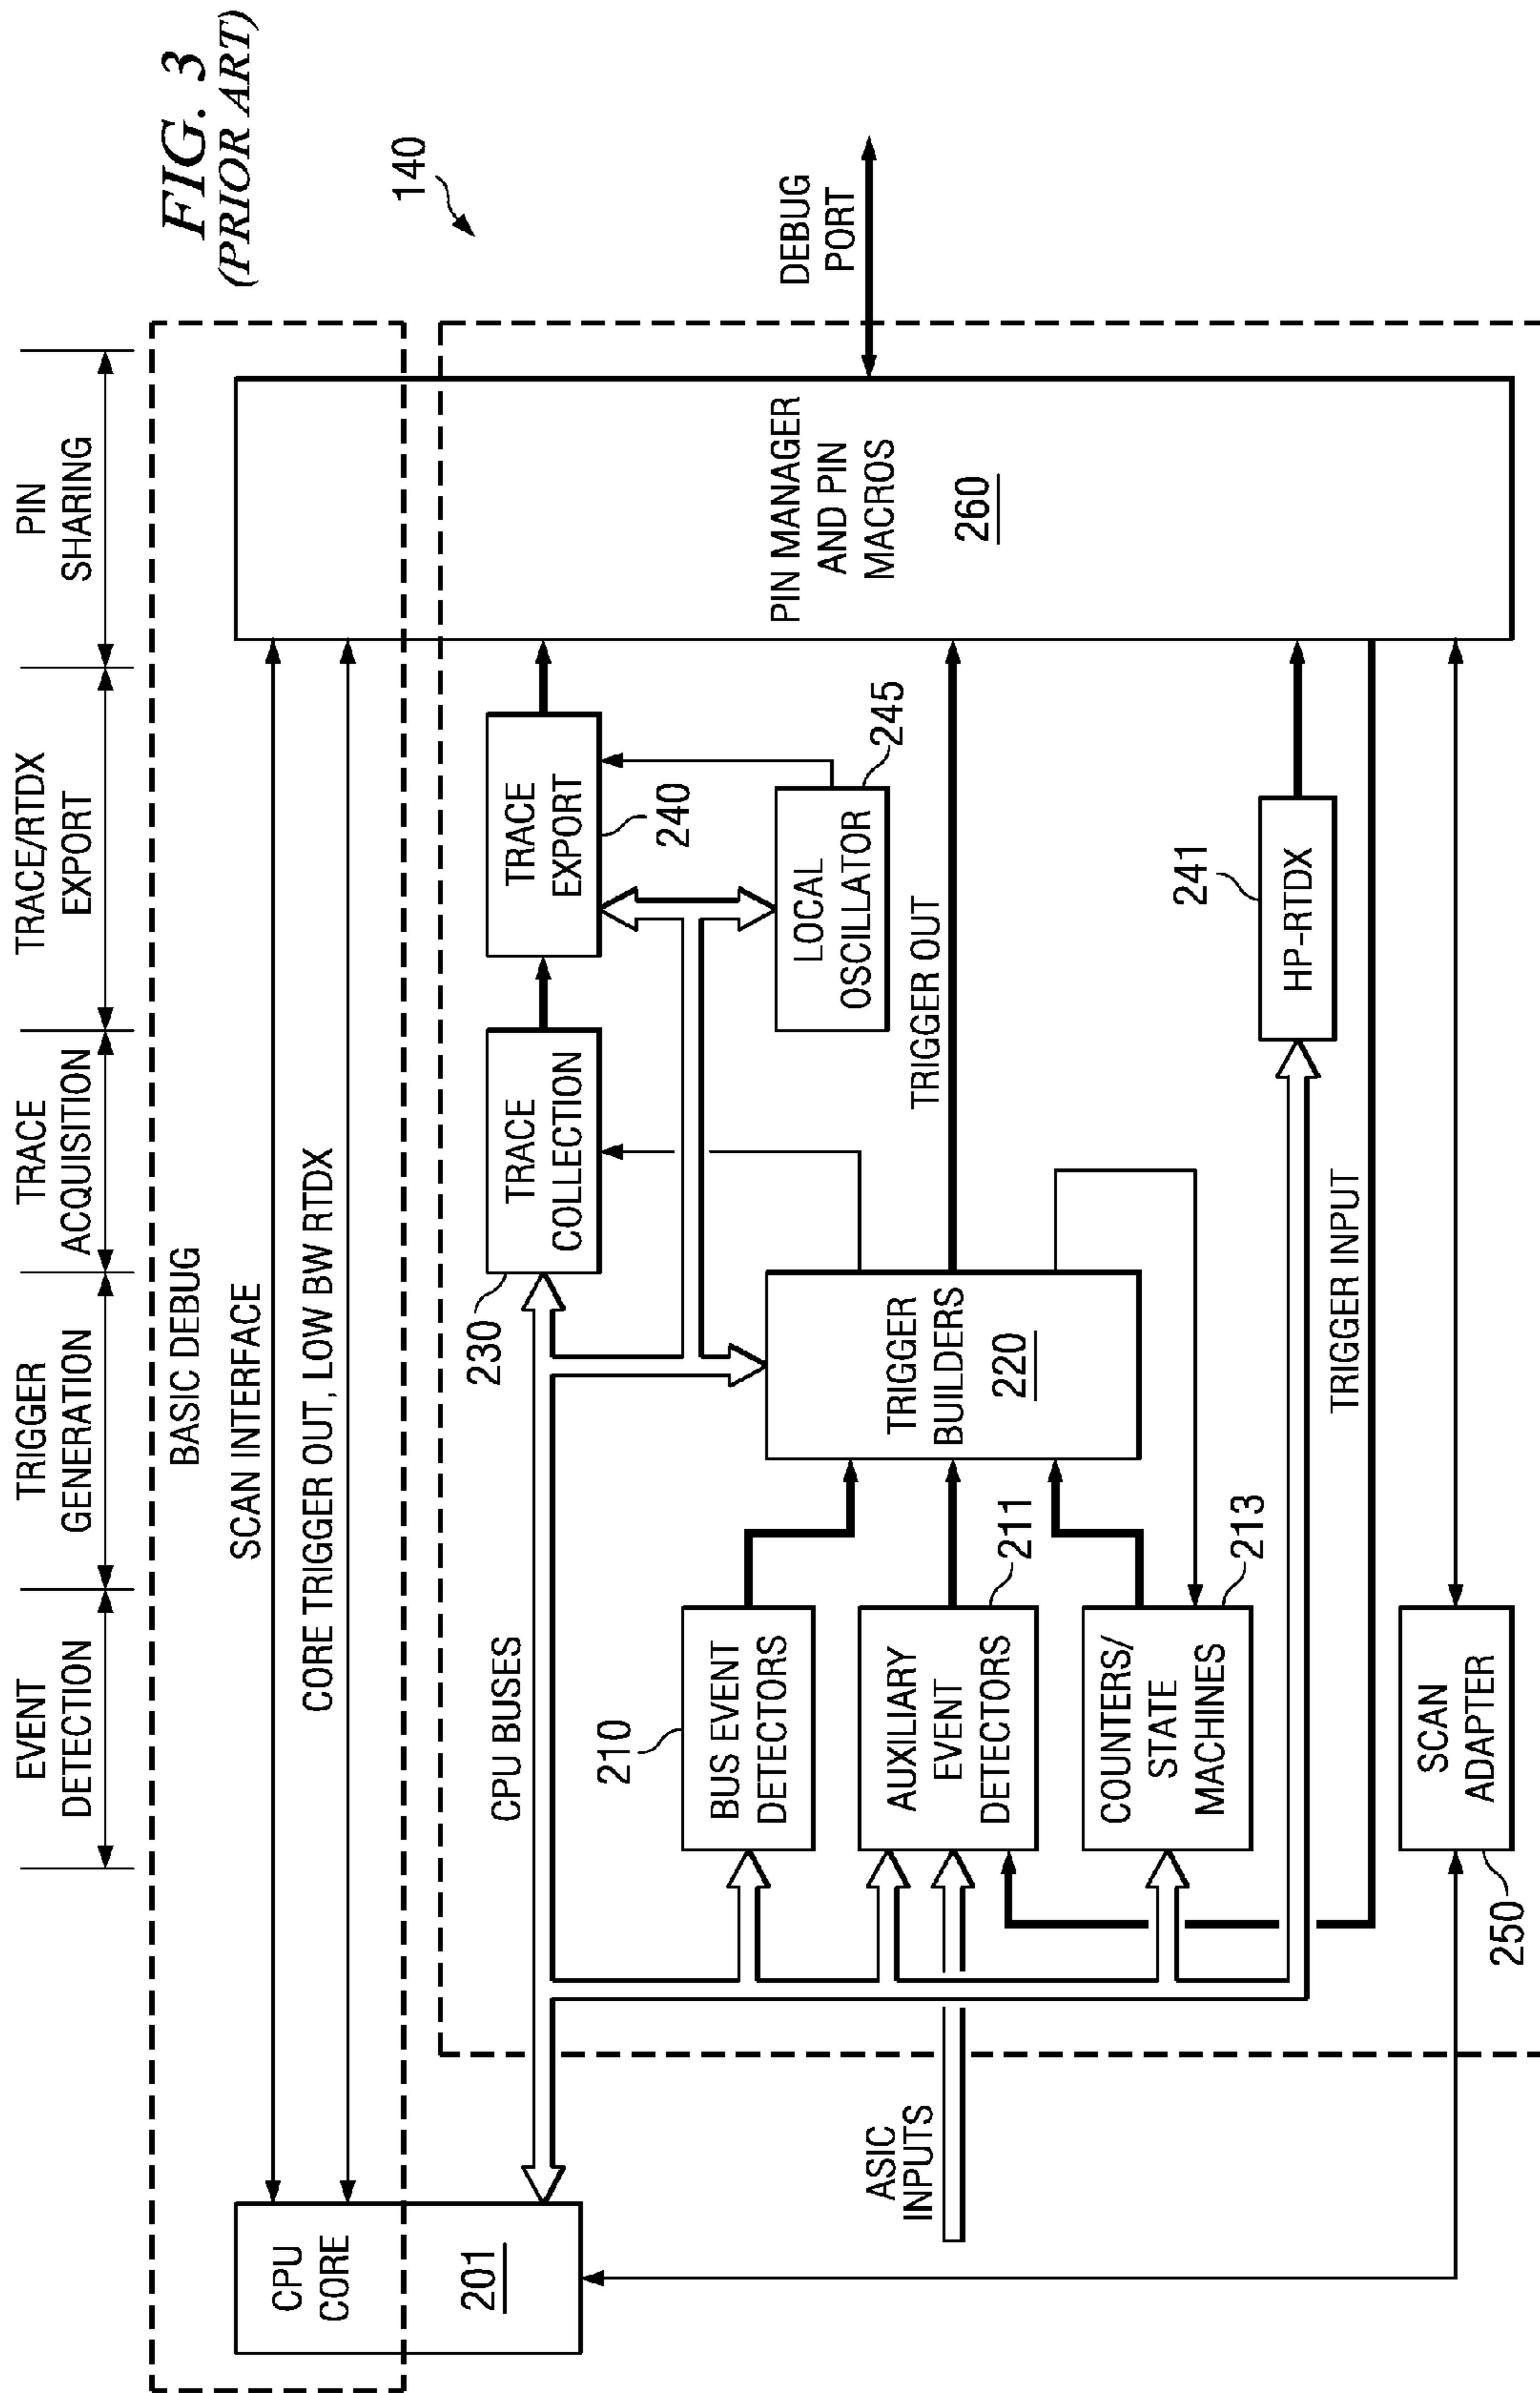 FIG. 3
(PRIOR ART)
140
EVENT
DETECTION
TRIGGER
GENERATION
TRACE
ACQUISITION
TRACE/RTDX
EXPORT
PIN
SHARING
BASIC DEBUG
SCAN INTERFACE
CORE TRIGGER OUT, LOW BW RTDX
CPU
CORE
201
CPU BUSES
230
TRACE
COLLECTION
TRACE
EXPORT
240
LOCAL
OSCILLATOR
245
PIN MANAGER
AND PIN
MACROS
260
DEBUG
PORT
210
BUS EVENT
DETECTORS
ASIC
INPUTS
AUXILIARY
EVENT
DETECTORS
211
TRIGGER
BUILDERS
220
TRIGGER OUT
COUNTERS/
STATE
MACHINES
213
241
HP-RTDX
TRIGGER INPUT
SCAN
ADAPTER
250